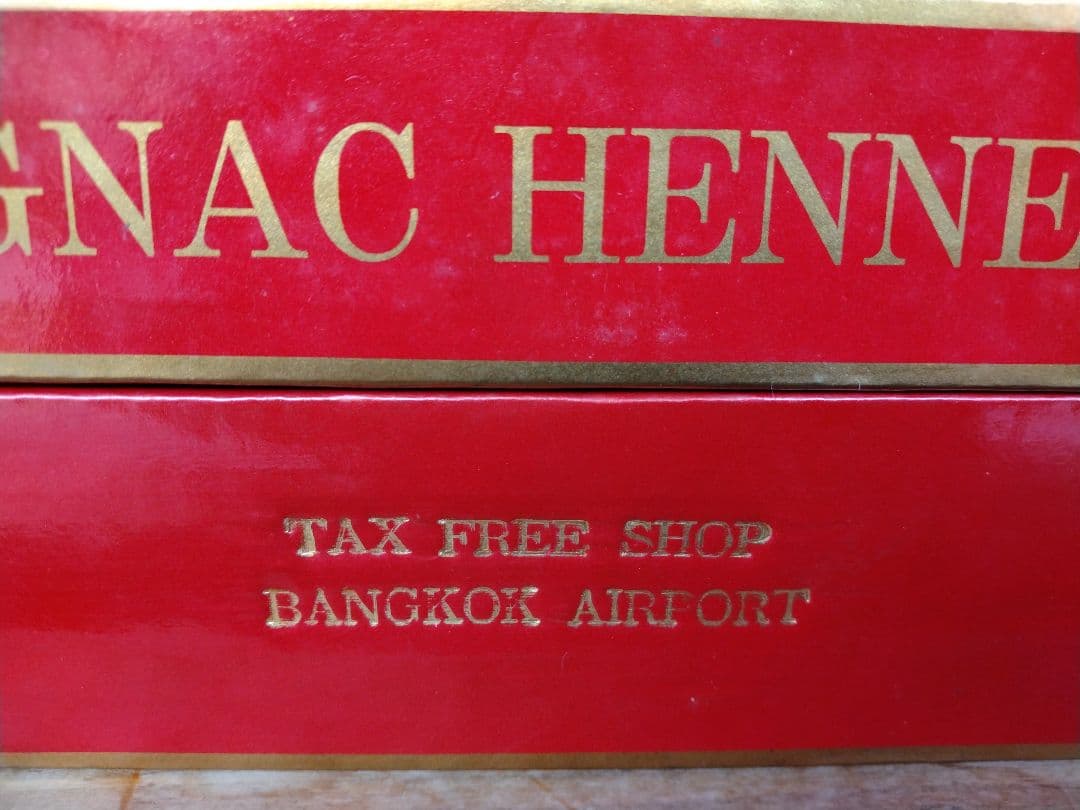 GNAC HENNE
TAX FREE SHOP
BANGKOK AIRPORT